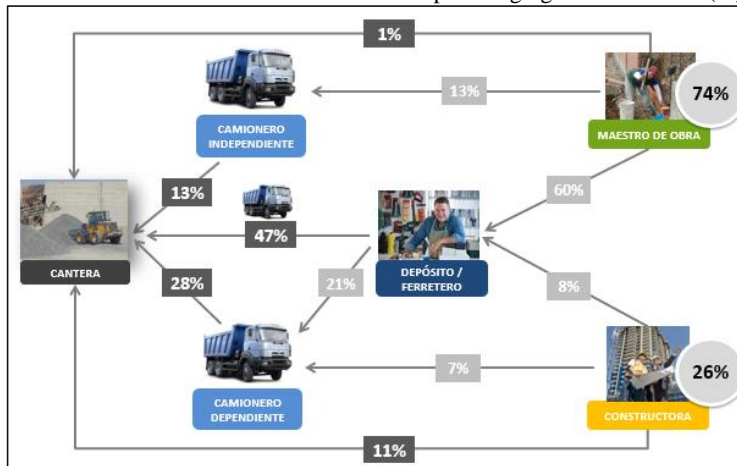 1%
13%
74%
CAMIONERO
INDEPENDIENTE
MAESTRO DE OBRA
13%
60%
47%
CANTERA
DEPÓSITO /
FERRETERO
28%
21%
8%
7%
26%
CAMIONERO
DEPENDIENTE
CONSTRUCTORA
11%